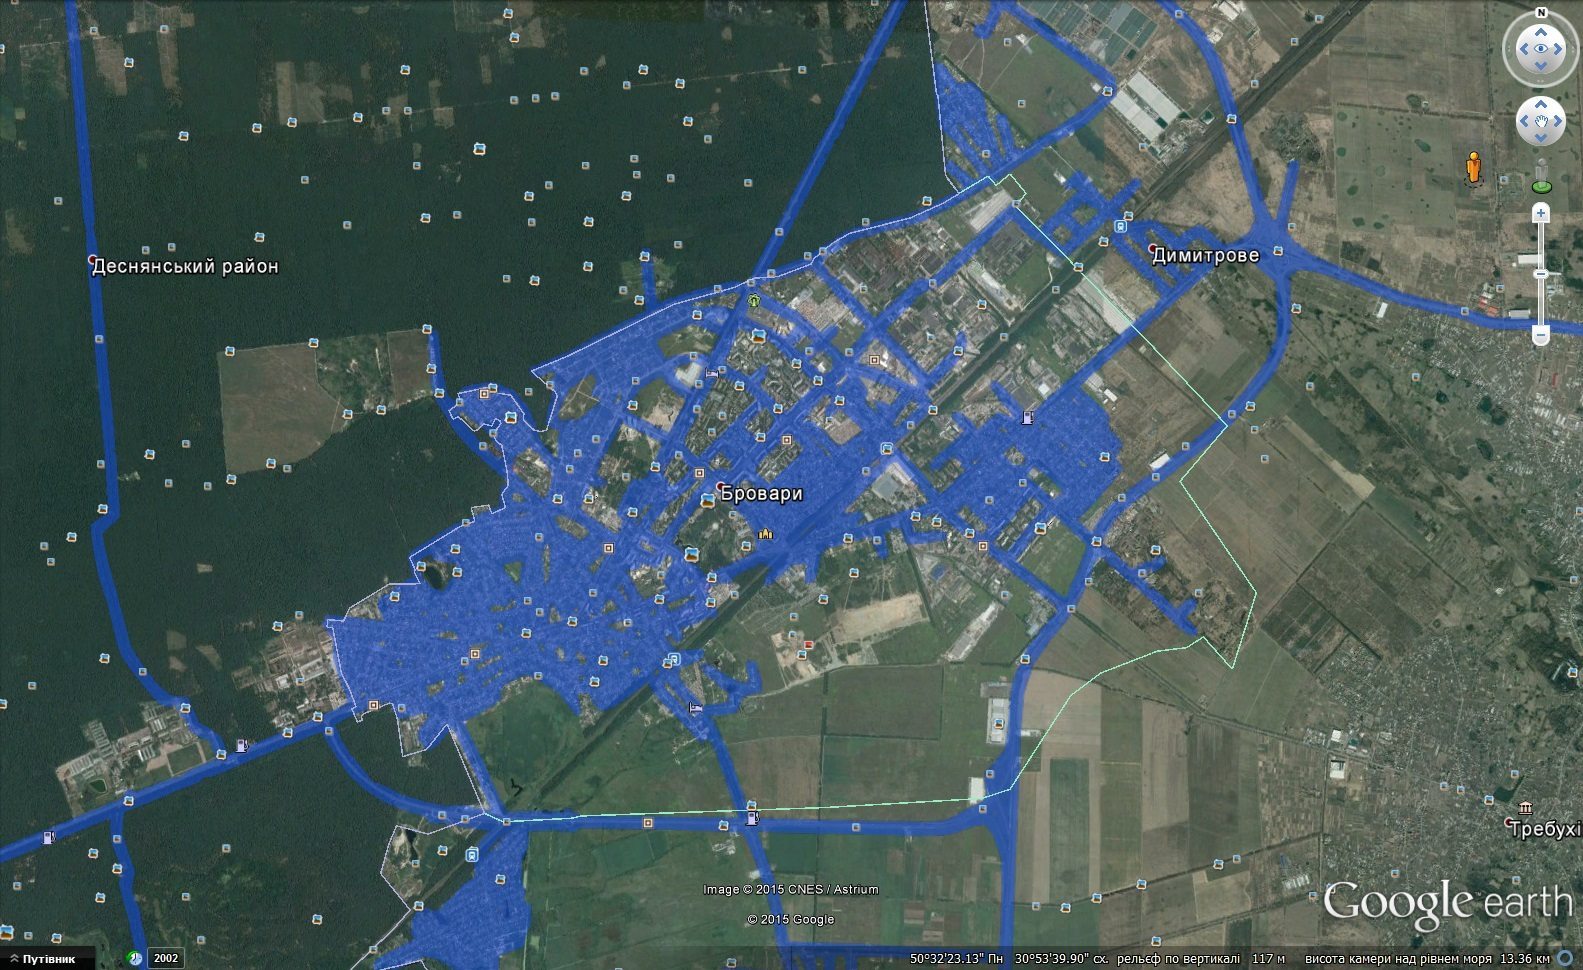 N
Деснянський район
Димитрове
Бровари
Требухі
Image © 2015 CNES / Astrium
© 2015 Google
Google earth
Путівник
2002
50°32'23.13" Пн 30°53'39.90" сх. рельєф по вертикалі 117 м висота камери над рівнем моря 13.36 км